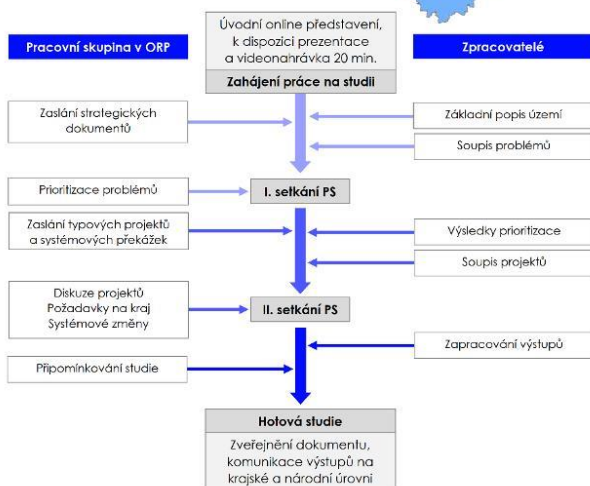 Pracovní skupina v ORP
Úvodní online představení,
k dispozici prezentace
a videonahrávka 20 min.
Zahájení práce na studii
Zpracovatelé
Zaslání strategických
dokumentů
Základní popis území
Soupis problémů
Prioritizace problémů
I. setkání PS
Zaslání typových projektů
a systémových překážek
Výsledky prioritizace
Soupis projektů
Diskuze projektů
Požadavky na kraj
Systémové změny
II. setkání PS
Zapracování výstupů
Připomínkování studie
Hotová studie
Zveřejnění dokumentu,
komunikace výstupů na
krajské a národní úrovni